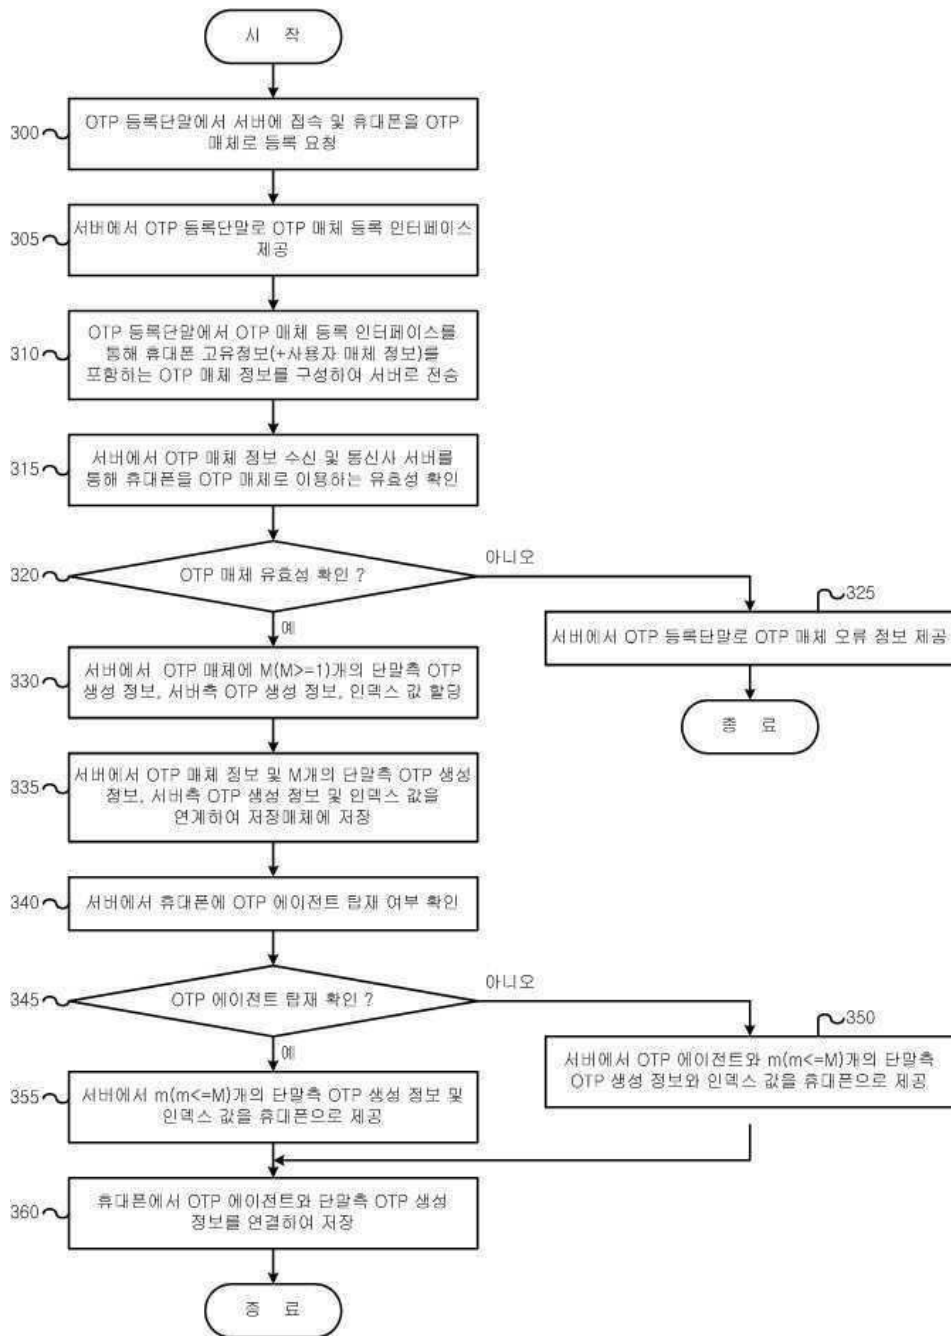 시 작
300
OTP 등록단말에서 서버에 접속 및 휴대폰을 OTP
매체로 등록 요청
305
서버에서 OTP 등록단말로 OTP 매체 등록 인터페이스
제공
310
OTP 등록단말에서 OTP 매체 등록 인터페이스를
통해 휴대폰 고유정보(+사용자 매체 정보)를
포함하는 OTP 매체 정보를 구성하여 서버로 전송
315
서버에서 OTP 매체 정보 수신 및 통신사 서버를
통해 휴대폰을 OTP 매체로 이용하는 유효성 확인
320
OTP 매체 유효성 확인 ?
아니오
예
325
서버에서 OTP 등록단말로 OTP 매체 오류 정보 제공
종 료
330
서버에서 OTP 매체에 M(M>=1)개의 단말측 OTP
생성 정보, 서버측 OTP 생성 정보, 인덱스 값 할당
335
서버에서 OTP 매체 정보 및 M개의 단말측 OTP 생성
정보, 서버측 OTP 생성 정보 및 인덱스 값을
연계하여 저장매체에 저장
340
서버에서 휴대폰에 OTP 에이전트 탑재 여부 확인
345
OTP 에이전트 탑재 확인 ?
아니오
예
350
서버에서 OTP 에이전트와 m(m<=M)개의 단말측
OTP 생성 정보와 인덱스 값을 휴대폰으로 제공
355
서버에서 m(m<=M)개의 단말측 OTP 생성 정보 및
인덱스 값을 휴대폰으로 제공
360
휴대폰에서 OTP 에이전트와 단말측 OTP 생성
정보를 연결하여 저장
종 료